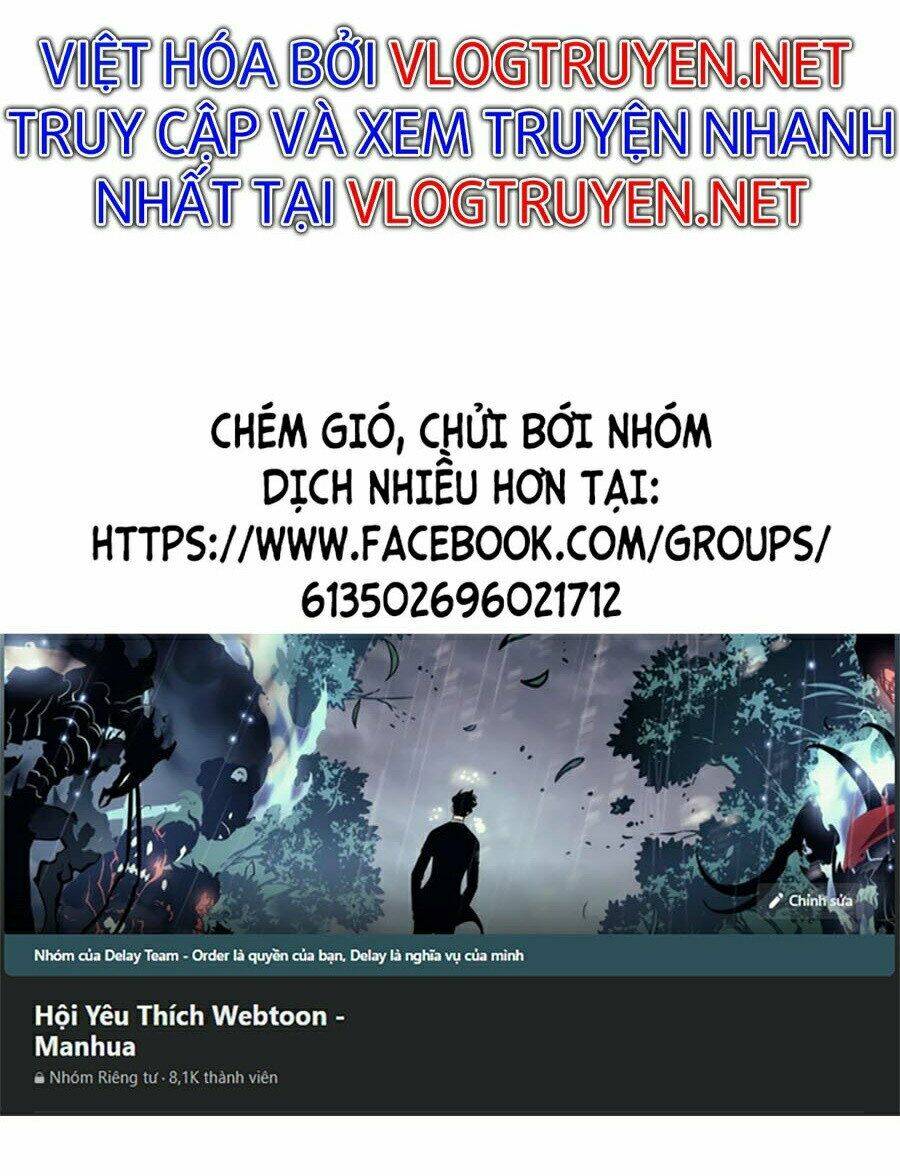 VIỆT HÓA BỞI VLOGTRUYEN.NET
TRUY CẬP VÀ XEM TRUYỆN NHANH
NHẤT TẠI VLOGTRUYEN.NET
CHÉM GIÓ, CHỬI BỚI NHÓM
DỊCH NHIỀU HƠN TẠI:
HTTPS://WWW.FACEBOOK.COM/GROUPS/
613502696021712
Chỉnh sửa
Nhóm của Delay Team - Order là quyền của bạn, Delay là nghĩa vụ của mình
Hội Yêu Thích Webtoon -
Manhua
Nhóm Riêng tư · 8,1K thành viên